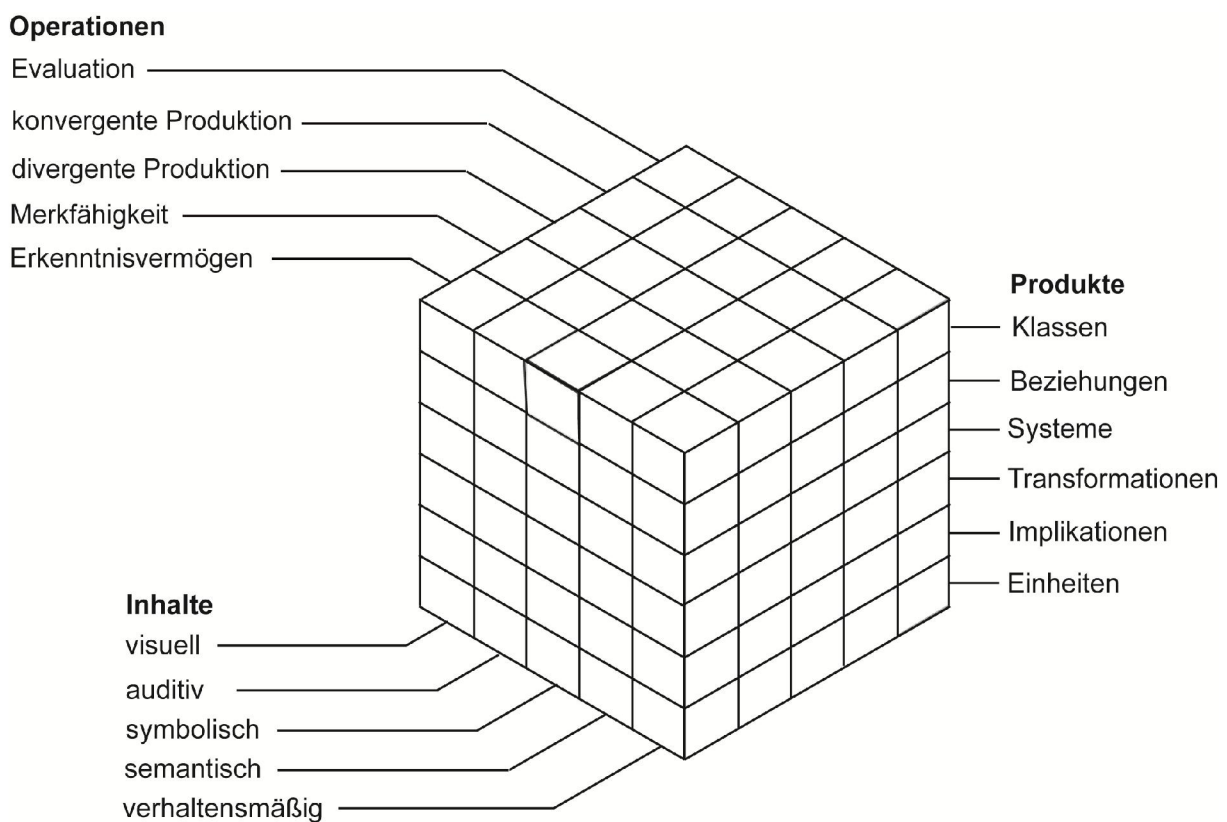 Operationen
Evaluation
konvergente Produktion
divergente Produktion
Merkfähigkeit
Erkenntnisvermögen
Produkte
Klassen
Beziehungen
Systeme
Transformationen
Implikationen
Einheiten
Inhalte
visuell
auditiv
symbolisch
semantisch
verhaltensmäßig